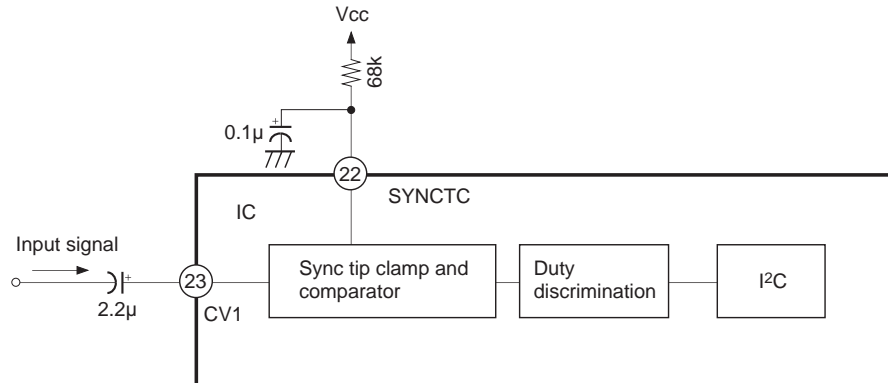 Vcc
68k
+
0.1μ
22
SYNCTC
IC
Input signal
+
2.2μ
23
CV1
Sync tip clamp and
comparator
Duty
discrimination
I²C